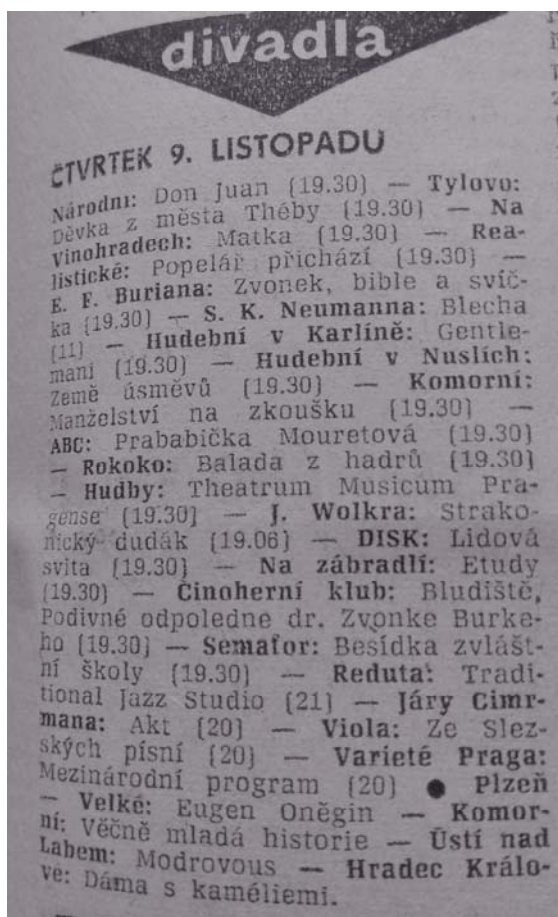 divadla
ČTVRTEK 9. LISTOPADU
Národní: Don Juan (19.30) — Tylovo:
Děvka z města Théby (19.30) — Na
Vinohradech: Matka (19.30) — Rea-
listické: Popelář přichází (19.30) —
E. F. Buriana: Zvonek, bible a svíč-
ka (19.30) — S. K. Neumanna: Blecha
(11) — Hudební v Karlíně: Gentle-
mani (19.30) — Hudební v Nuslích:
Země úsměvů (19.30) — Komorní:
Manželství na zkoušku (19.30) —
ABC: Prababička Mouretová (19.30)
— Rokoko: Balada z hadrů (19.30)
— Hudby: Theatrum Musicum Pra-
gense (19.30) — J. Wolkra: Strako-
nický dudák (19.06) — DISK: Lidová
svita (19.30) — Na zábradlí: Etudy
(19.30) — Činoherní klub: Bludiště,
Podivné odpoledne dr. Zvonke Burke-
ho (19.30) — Semafor: Besídka zvlášt-
ní školy (19.30) — Reduta: Tradi-
tional Jazz Studio (21) — Járy Cimr-
mana: Akt (20) — Viola: Ze Slez-
ských písní (20) — Varieté Praga:
Mezinárodní program (20) ● Plzeň
— Velké: Eugen Oněgin — Komor-
ní: Věčně mladá historie — Ústí nad
Labem: Modrovous — Hradec Králo-
vé: Dáma s kaméliemi.